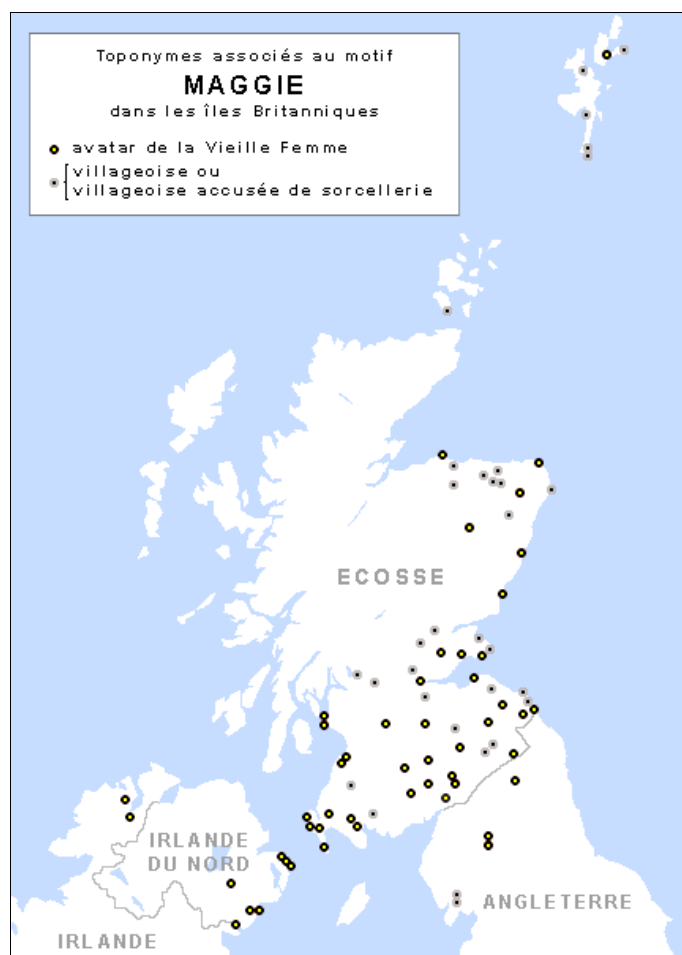 Toponymes associés au motif
MAGGIE
dans les îles Britanniques
avatar de la Vieille Femme
villageoise ou
villageoise accusée de sorcellerie
ECOSSE
IRLANDE
DU NORD
ANGLETERRE
IRLANDE